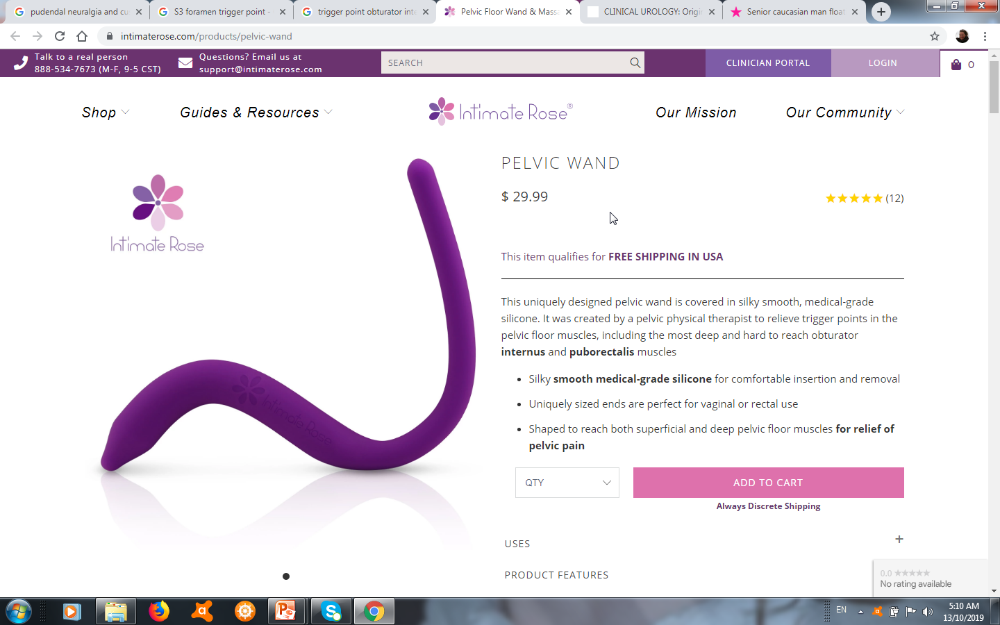 pudendal neuralgia and cu
S3 foramen trigger point -
trigger point obturator inte
Pelvic Floor Wand & Massa
CLINICAL UROLOGY: Origi
Senior caucasian man float
intimaterose.com/products/pelvic-wand
Talk to a real person
888-534-7673 (M-F, 9-5 CST)
Questions? Email us at
support@intimaterose.com
SEARCH
CLINICIAN PORTAL
LOGIN
0
Shop
Guides & Resources
Intimate Rose®
Our Mission
Our Community
Intimate Rose
Intimate Rose
PELVIC WAND
$ 29.99
(12)
This item qualifies for FREE SHIPPING IN USA
This uniquely designed pelvic wand is covered in silky smooth, medical-grade
silicone. It was created by a pelvic physical therapist to relieve trigger points in the
pelvic floor muscles, including the most deep and hard to reach obturator
internus and puborectalis muscles
• Silky smooth medical-grade silicone for comfortable insertion and removal
• Uniquely sized ends are perfect for vaginal or rectal use
• Shaped to reach both superficial and deep pelvic floor muscles for relief of
pelvic pain
QTY
ADD TO CART
Always Discrete Shipping
USES
+
PRODUCT FEATURES
0.0
No rating available
EN
5:10 AM
13/10/2019